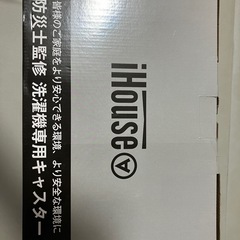 iHouse
皆様のご家庭をより安心できる環境、より安全な環境に
防災士監修 洗濯機専用キャスター